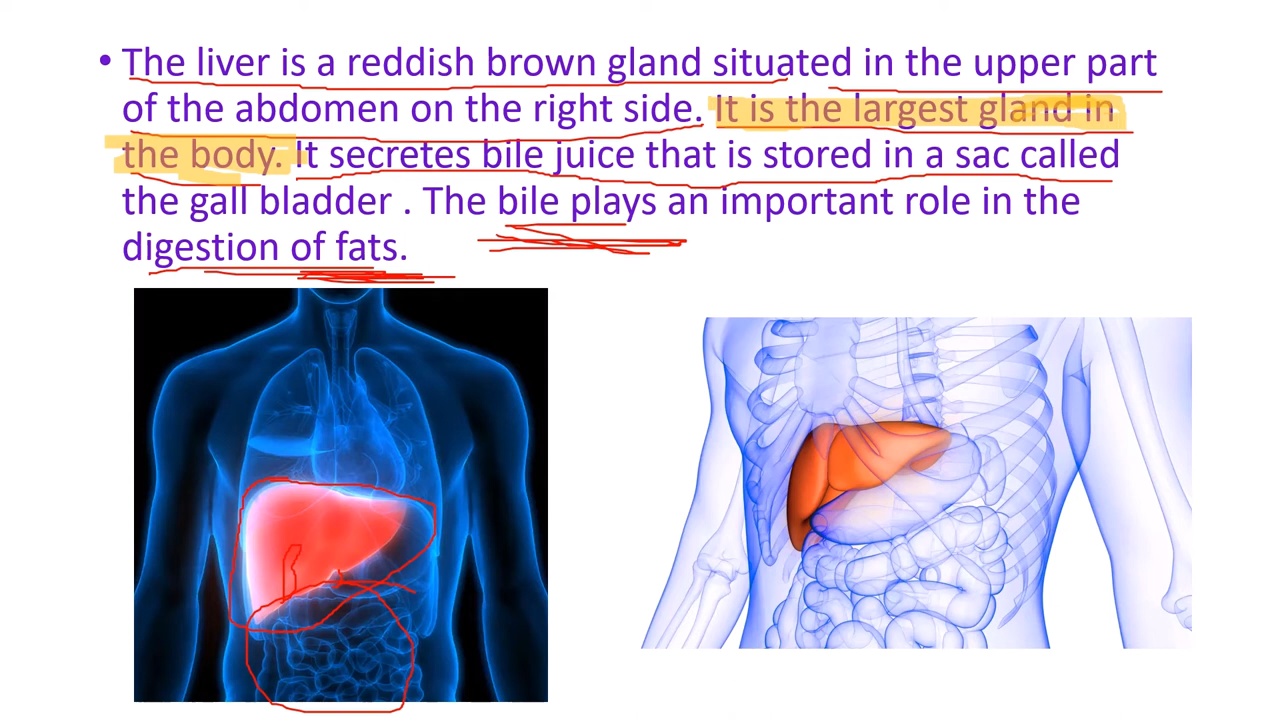 • The liver is a reddish brown gland situated in the upper part
of the abdomen on the right side. It is the largest gland in
the body. It secretes bile juice that is stored in a sac called
the gall bladder . The bile plays an important role in the
digestion of fats.